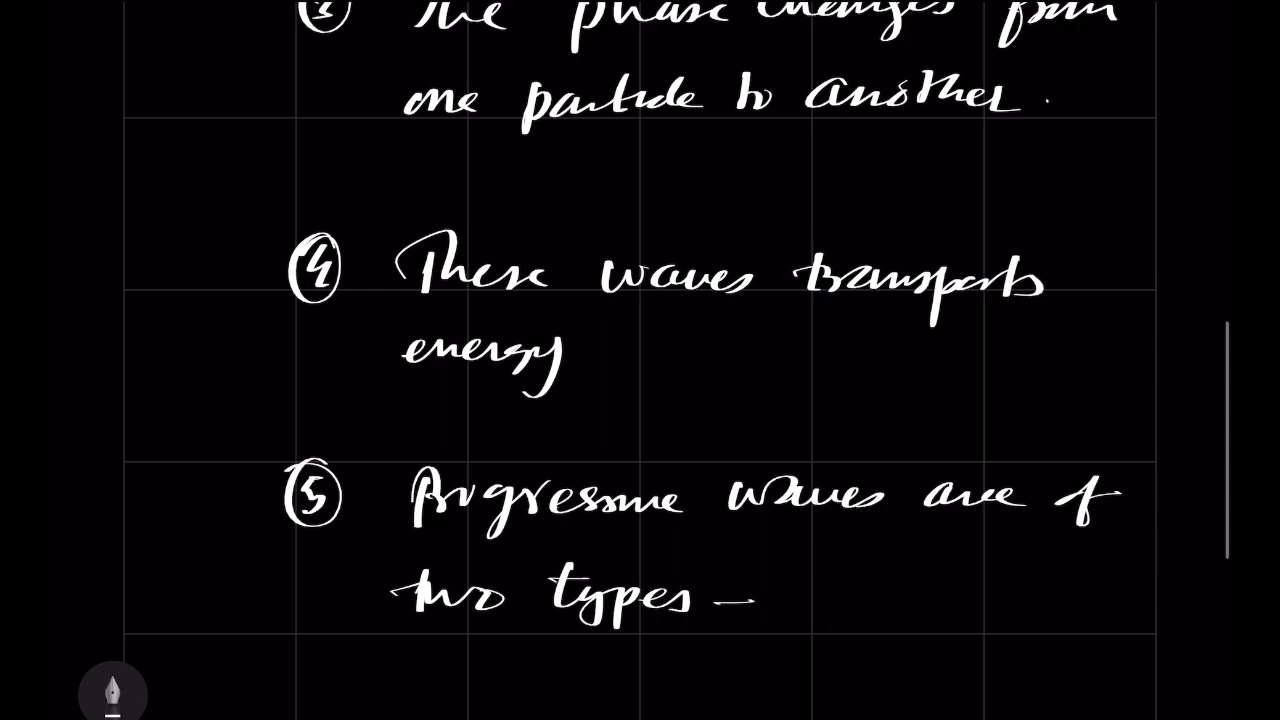 ③ The phase changes from
one particle to another.
④ These waves transports
energy
⑤ Progressive waves are of
two types -